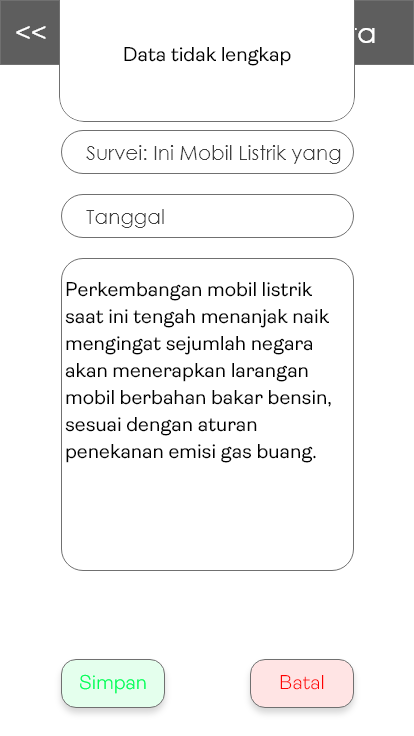 <<
Data tidak lengkap
Survei: Ini Mobil Listrik yang
Tanggal
Perkembangan mobil listrik
saat ini tengah menanjak naik
mengingat sejumlah negara
akan menerapkan larangan
mobil berbahan bakar bensin,
sesuai dengan aturan
penekanan emisi gas buang.
Simpan
Batal